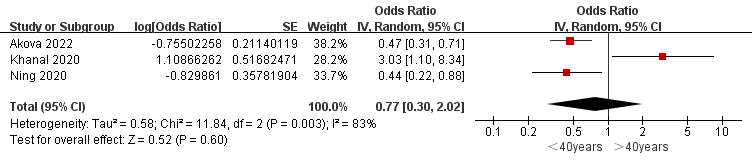 Odds Ratio Odds Ratio
Study or Subgroup log[Odds Ratio] SE Weight IV, Random, 95% CI IV, Random, 95% CI
Akova 2022 -0.75502258 0.21140119 38.2% 0.47 [0.31, 0.71]
Khanal 2020 1.10866262 0.51682471 28.2% 3.03 [1.10, 8.34]
Ning 2020 -0.829861 0.35781904 33.7% 0.44 [0.22, 0.88]
Total (95% CI) 100.0% 0.77 [0.30, 2.02]
Heterogeneity: Tau² = 0.58; Chi² = 11.84, df = 2 (P = 0.003); I² = 83%
Test for overall effect: Z = 0.52 (P = 0.60)
0.1 0.2 0.5 1 2 5 10
<40years >40years